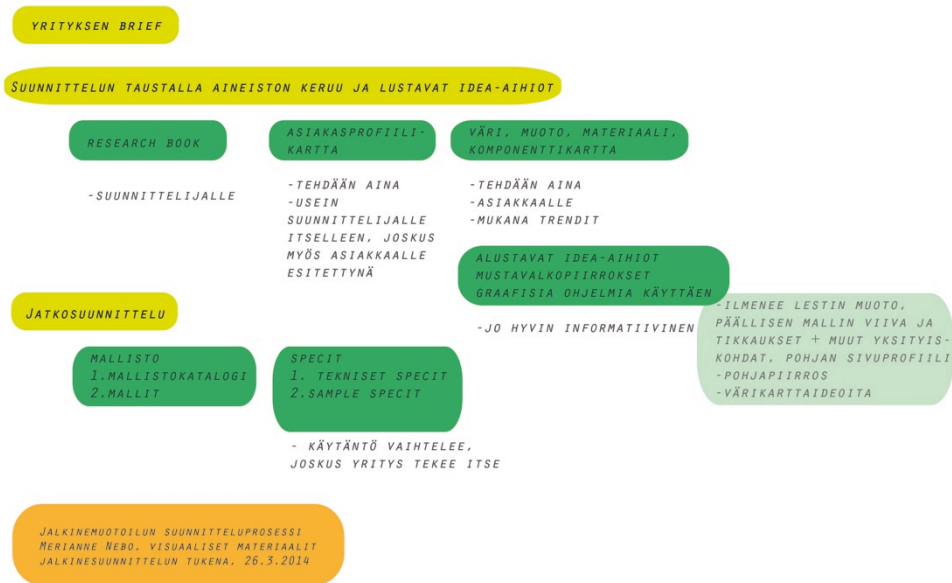 YRITYKSEN BRIEF
SUUNNITTELUN TAUSTALLA AINEISTON KERUU JA LUSTAVAT IDEA-AIHIOT
RESEARCH BOOK
-SUUNNITTELIJALLE
ASIAKASPROFIILI-
KARTTA
-TEHDÄÄN AINA
-USEIN
SUUNNITTELIJALLE
ITSELLEEN, JOSKUS
MYÖS ASIAKKAALLE
ESITETTYNÄ
VÄRI, MUOTO, MATERIAALI,
KOMPONENTTIKARTTA
-TEHDÄÄN AINA
-ASIAKKAALLE
-MUKANA TRENDIT
ALUSTAVAT IDEA-AIHIOT
MUSTAVALKOPIIRROKSET
GRAAFISIA OHJELMIA KÄYTTÄEN
-JO HYVIN INFORMATIIVINEN
-ILMENEE LESTIN MUOTO,
PÄÄLLISEN MALLIN VIIVA JA
TIKKAUKSET + MUUT YKSITYIS-
KOHDAT, POHJAN SIVUPROFIILI
-POHJAPIIRROS
-VÄRIKARTTAIDEOITA
JATKOSUUNNITTELU
MALLISTO
1.MALLISTOKATALOGI
2.MALLIT
SPECIT
1. TEKNISET SPECIT
2.SAMPLE SPECIT
- KÄYTÄNTÖ VAIHTELEE,
JOSKUS YRITYS TEKEE ITSE
JALKINEMUOTOILUN SUUNNITTELUPROSESSI
MERIANNE NEBO, VISUAALISET MATERIAALIT
JALKINESUUNNITTELUN TUKENA, 26.3.2014